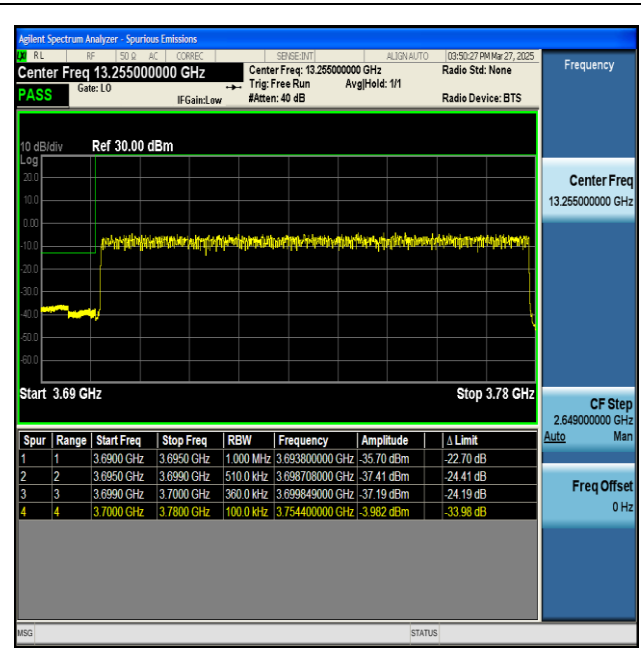 Agilent Spectrum Analyzer - Spurious Emissions
RL RF 50 Ω AC CORREC SENSE:INT ALIGN AUTO 03:50:27 PM Mar 27, 2025
Center Freq 13.255000000 GHz Center Freq: 13.255000000 GHz Radio Std: None
PASS Gate: LO Trig: Free Run Avg|Hold: 1/1
IFGain:Low #Atten: 40 dB Radio Device: BTS
Frequency
10 dB/div Ref 30.00 dBm
Log
20.0
10.0
0.00
-10.0
-20.0
-30.0
-40.0
-50.0
-60.0
Start 3.69 GHz Stop 3.78 GHz
Center Freq
13.255000000 GHz
CF Step
2.649000000 GHz
Auto Man
Freq Offset
0 Hz
Spur Range Start Freq Stop Freq RBW Frequency Amplitude Δ Limit
1 1 3.6900 GHz 3.6950 GHz 1.000 MHz 3.693800000 GHz -35.70 dBm -22.70 dB
2 2 3.6950 GHz 3.6990 GHz 510.0 kHz 3.698708000 GHz -37.41 dBm -24.41 dB
3 3 3.6990 GHz 3.7000 GHz 360.0 kHz 3.699849000 GHz -37.19 dBm -24.19 dB
4 4 3.7000 GHz 3.7800 GHz 100.0 kHz 3.754400000 GHz -3.982 dBm -33.98 dB
MSG STATUS